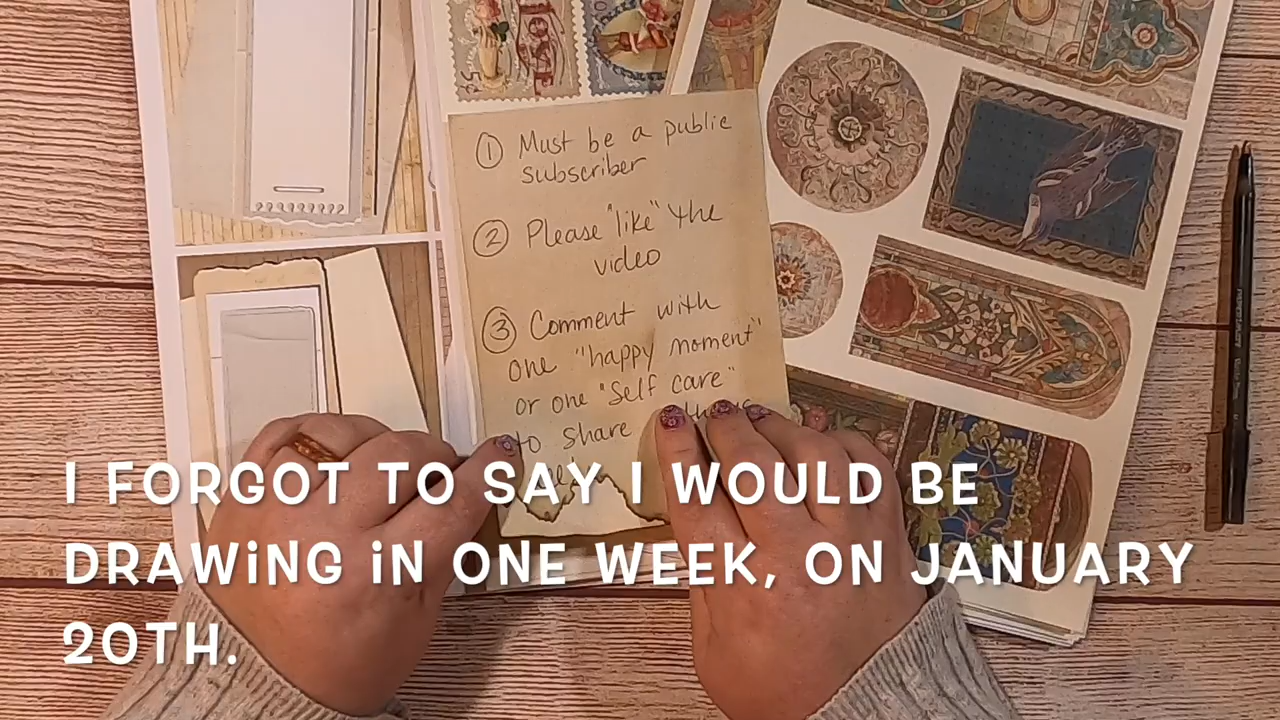 ① Must be a public
subscriber
② Please "like" the
video
③ Comment with
one "happy moment"
or one "Self care"
to share
I FORGOT TO SAY I WOULD BE
DRAWING IN ONE WEEK, ON JANUARY
20TH.